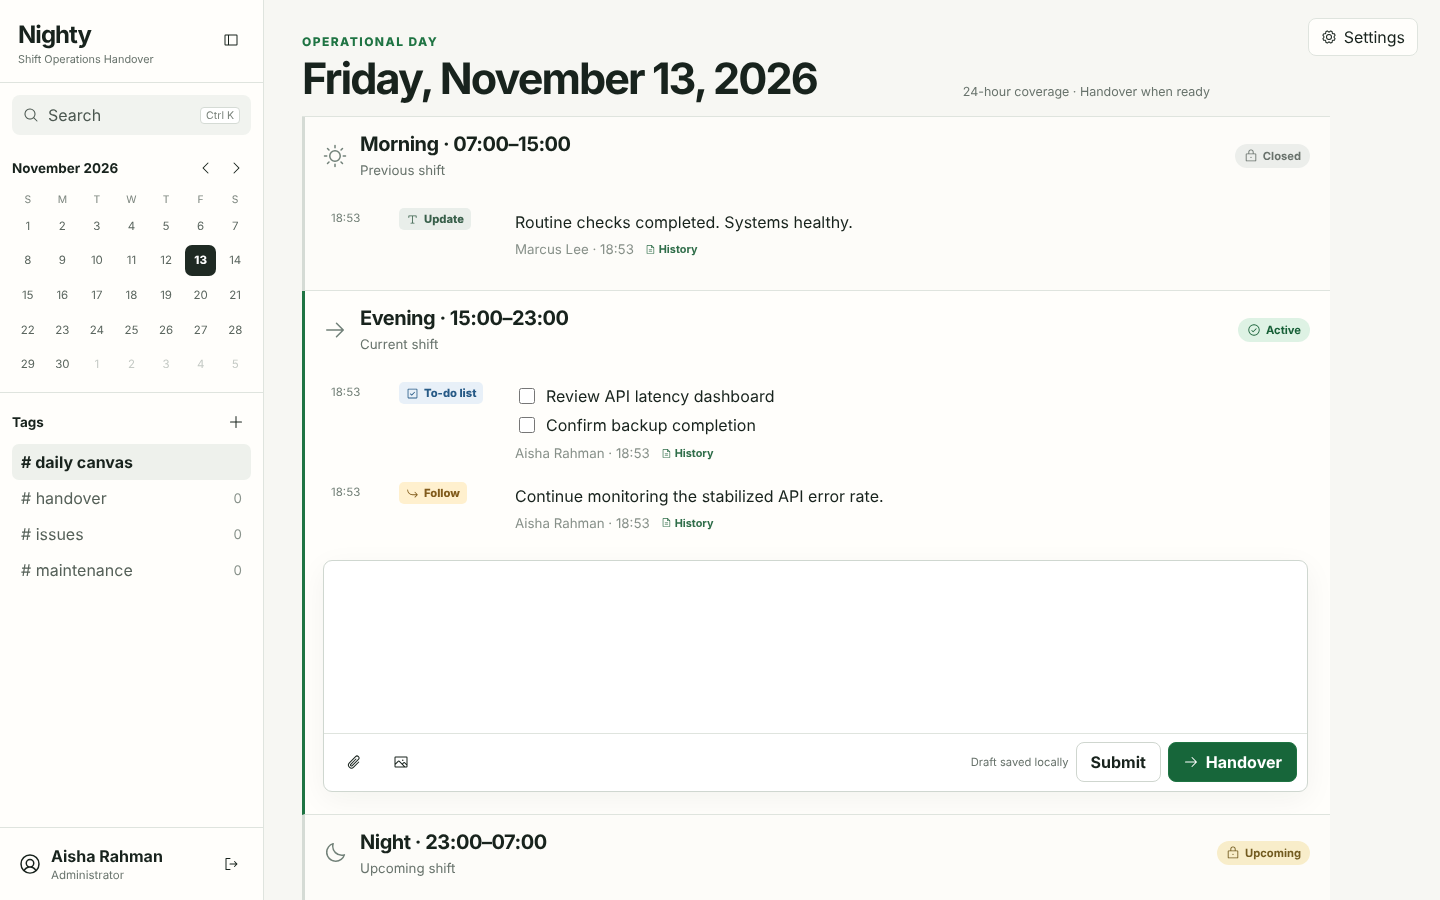 Nighty
Shift Operations Handover
Search
Ctrl K
November 2026
S M T W T F S
1 2 3 4 5 6 7
8 9 10 11 12 13 14
15 16 17 18 19 20 21
22 23 24 25 26 27 28
29 30 1 2 3 4 5
Tags
# daily canvas
# handover 0
# issues 0
# maintenance 0
Aisha Rahman
Administrator
Settings
OPERATIONAL DAY
Friday, November 13, 2026
24-hour coverage · Handover when ready
Morning · 07:00–15:00
Previous shift
Closed
18:53 Update Routine checks completed. Systems healthy.
Marcus Lee · 18:53 History
Evening · 15:00–23:00
Current shift
Active
18:53 To-do list Review API latency dashboard
Confirm backup completion
Aisha Rahman · 18:53 History
18:53 Follow Continue monitoring the stabilized API error rate.
Aisha Rahman · 18:53 History
Draft saved locally Submit Handover
Night · 23:00–07:00
Upcoming shift
Upcoming